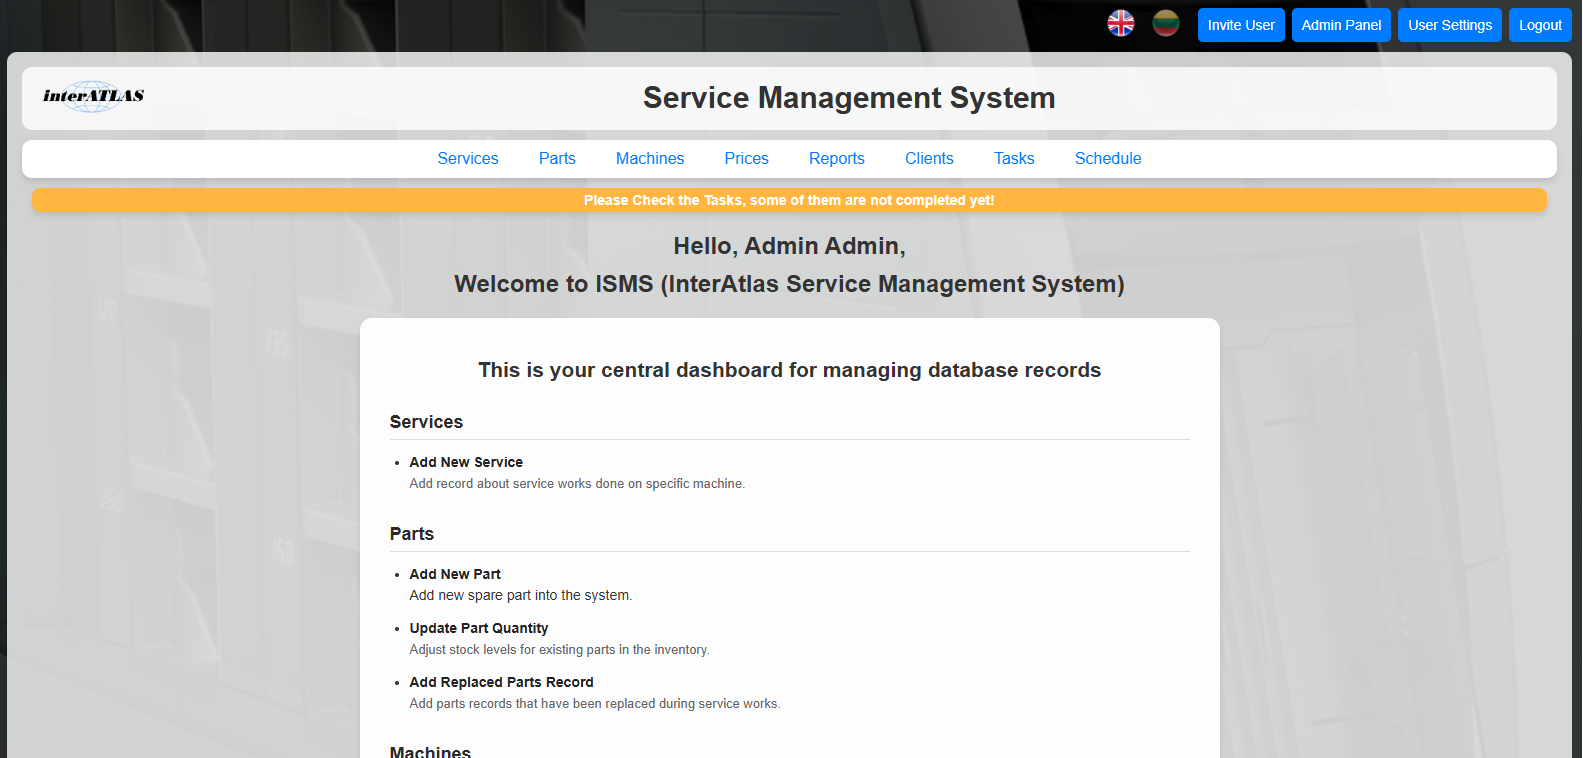 Invite User
Admin Panel
User Settings
Logout
interATLAS
Service Management System
Services
Parts
Machines
Prices
Reports
Clients
Tasks
Schedule
Please Check the Tasks, some of them are not completed yet!
Hello, Admin Admin,
Welcome to ISMS (InterAtlas Service Management System)
This is your central dashboard for managing database records
Services
Add New Service
Add record about service works done on specific machine.
Parts
Add New Part
Add new spare part into the system.
Update Part Quantity
Adjust stock levels for existing parts in the inventory.
Add Replaced Parts Record
Add parts records that have been replaced during service works.
Machines
120
135
260
160